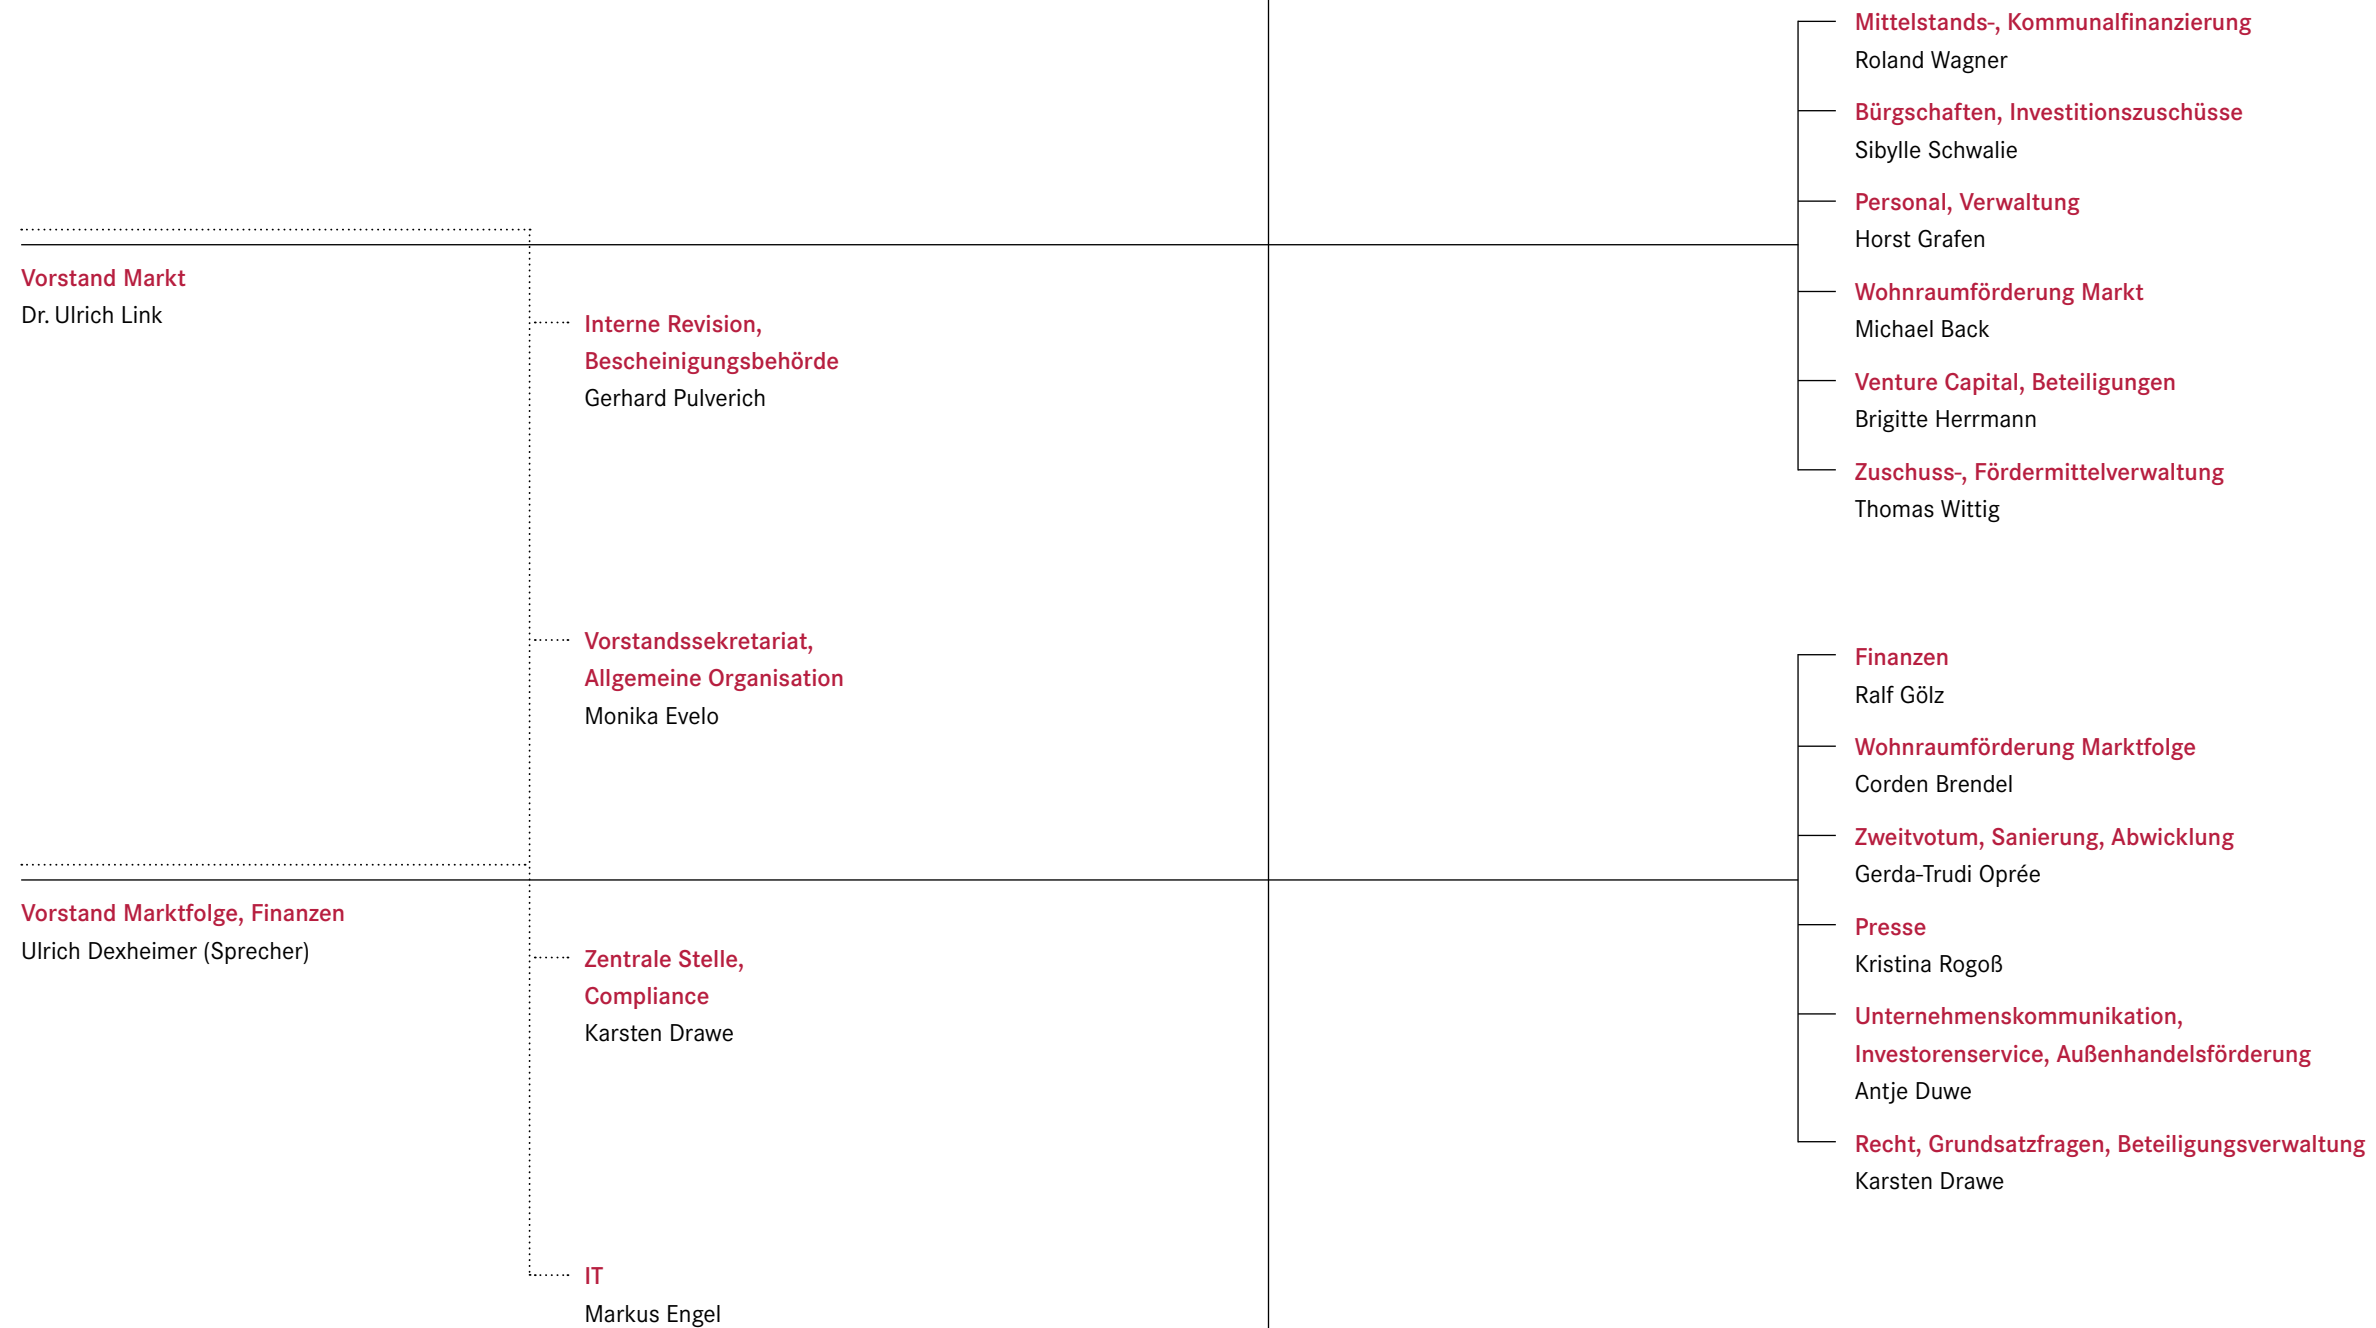 Vorstand Markt
Dr. Ulrich Link
Vorstand Marktfolge, Finanzen
Ulrich Dexheimer (Sprecher)
Interne Revision,
Bescheinigungsbehörde
Gerhard Pulverich
Vorstandssekretariat,
Allgemeine Organisation
Monika Evelo
Zentrale Stelle,
Compliance
Karsten Drawe
IT
Markus Engel
Mittelstands-, Kommunalfinanzierung
Roland Wagner
Bürgschaften, Investitionszuschüsse
Sibylle Schwalie
Personal, Verwaltung
Horst Grafen
Wohnraumförderung Markt
Michael Back
Venture Capital, Beteiligungen
Brigitte Herrmann
Zuschuss-, Fördermittelverwaltung
Thomas Wittig
Finanzen
Ralf Gölz
Wohnraumförderung Marktfolge
Corden Brendel
Zweitvotum, Sanierung, Abwicklung
Gerda-Trudi Oprée
Presse
Kristina Rogoß
Unternehmenskommunikation,
Investorenservice, Außenhandelsförderung
Antje Duwe
Recht, Grundsatzfragen, Beteiligungsverwaltung
Karsten Drawe